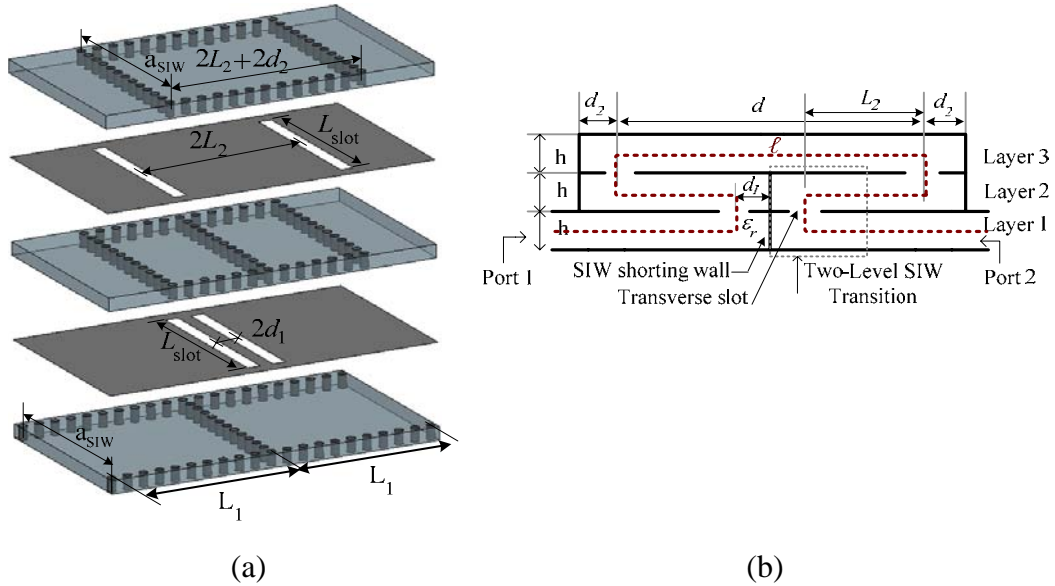 a_SIW
2L_2+2d_2
2L_2
L_slot
2d_1
L_slot
a_SIW
L_1
L_1
(a)
d_2 d L_2 d_2
ℓ
h Layer 3
h d_1 Layer 2
h ε_r Layer 1
Port 1 SIW shorting wall Two-Level SIW Port 2
Transverse slot Transition
(b)